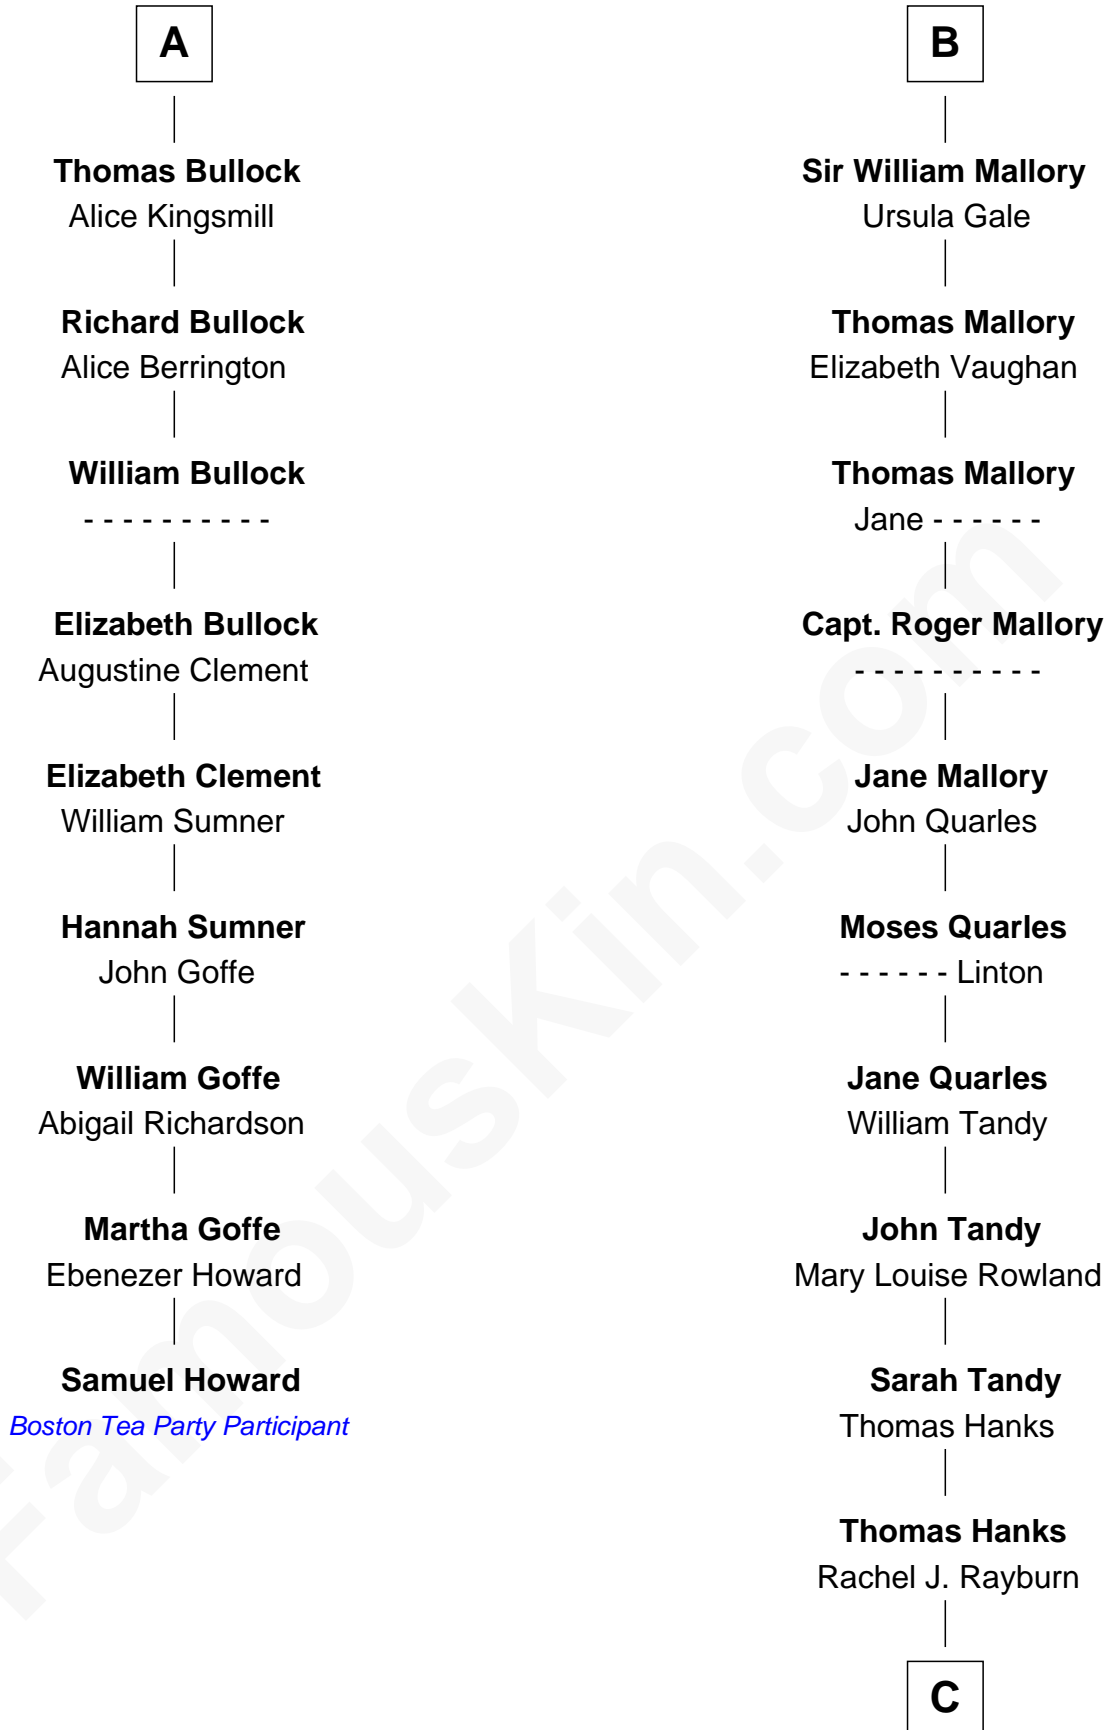 A
Thomas Bullock
Alice Kingsmill
Richard Bullock
Alice Berrington
William Bullock
- - - - - - - - - -
Elizabeth Bullock
Augustine Clement
Elizabeth Clement
William Sumner
Hannah Sumner
John Goffe
William Goffe
Abigail Richardson
Martha Goffe
Ebenezer Howard
Samuel Howard
Boston Tea Party Participant
B
Sir William Mallory
Ursula Gale
Thomas Mallory
Elizabeth Vaughan
Thomas Mallory
Jane - - - - - -
Capt. Roger Mallory
- - - - - - - - - -
Jane Mallory
John Quarles
Moses Quarles
- - - - - - Linton
Jane Quarles
William Tandy
John Tandy
Mary Louise Rowland
Sarah Tandy
Thomas Hanks
Thomas Hanks
Rachel J. Rayburn
C
FamousKin.com